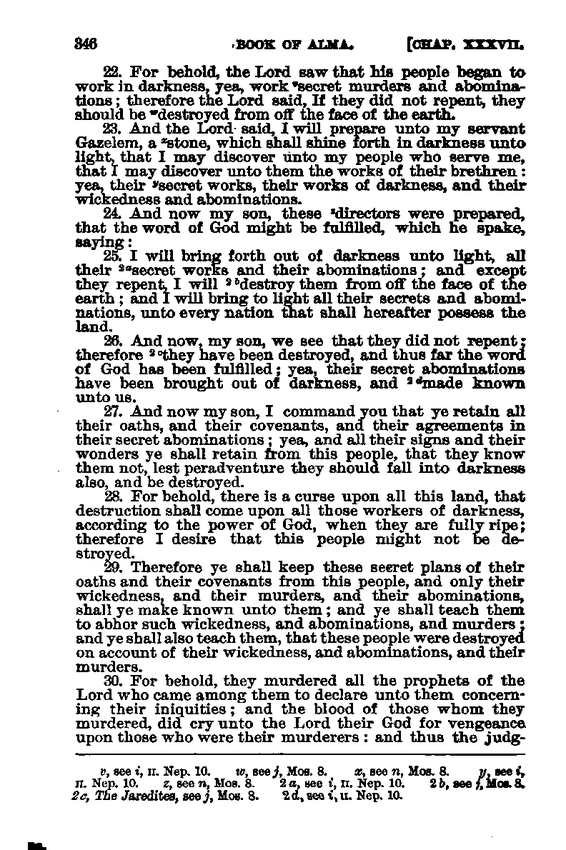 346 BOOK OF ALMA. [CHAP. XXXVII.
22. For behold, the Lord saw that his people began to
work in darkness, yea, work ᵛsecret murders and abomina-
tions; therefore the Lord said, If they did not repent, they
should be ʷdestroyed from off the face of the earth.
23. And the Lord said, I will prepare unto my servant
Gazelem, a ˣstone, which shall shine forth in darkness unto
light, that I may discover unto my people who serve me,
that I may discover unto them the works of their brethren:
yea, their ʸsecret works, their works of darkness, and their
wickedness and abominations.
24. And now my son, these ᶻdirectors were prepared,
that the word of God might be fulfilled, which he spake,
saying:
25. I will bring forth out of darkness unto light, all
their ²ᵃsecret works and their abominations; and except
they repent, I will ²ᵇdestroy them from off the face of the
earth; and I will bring to light all their secrets and abomi-
nations, unto every nation that shall hereafter possess the
land.
26. And now, my son, we see that they did not repent;
therefore ²ᶜthey have been destroyed, and thus far the word
of God has been fulfilled; yea, their secret abominations
have been brought out of darkness, and ²ᵈmade known
unto us.
27. And now my son, I command you that ye retain all
their oaths, and their covenants, and their agreements in
their secret abominations; yea, and all their signs and their
wonders ye shall retain from this people, that they know
them not, lest peradventure they should fall into darkness
also, and be destroyed.
28. For behold, there is a curse upon all this land, that
destruction shall come upon all those workers of darkness,
according to the power of God, when they are fully ripe;
therefore I desire that this people might not be de-
stroyed.
29. Therefore ye shall keep these secret plans of their
oaths and their covenants from this people, and only their
wickedness, and their murders, and their abominations,
shall ye make known unto them; and ye shall teach them
to abhor such wickedness, and abominations, and murders;
and ye shall also teach them, that these people were destroyed
on account of their wickedness, and abominations, and their
murders.
30. For behold, they murdered all the prophets of the
Lord who came among them to declare unto them concern-
ing their iniquities; and the blood of those whom they
murdered, did cry unto the Lord their God for vengeance
upon those who were their murderers: and thus the judg-
v, see i, II. Nep. 10. w, see j, Mos. 8. x, see n, Mos. 8. y, see i,
II. Nep. 10. z, see n, Mos. 8. 2a, see i, II. Nep. 10. 2b, see j, Mos. 8.
2c, The Jaredites, see j, Mos. 8. 2d, see i, II. Nep. 10.